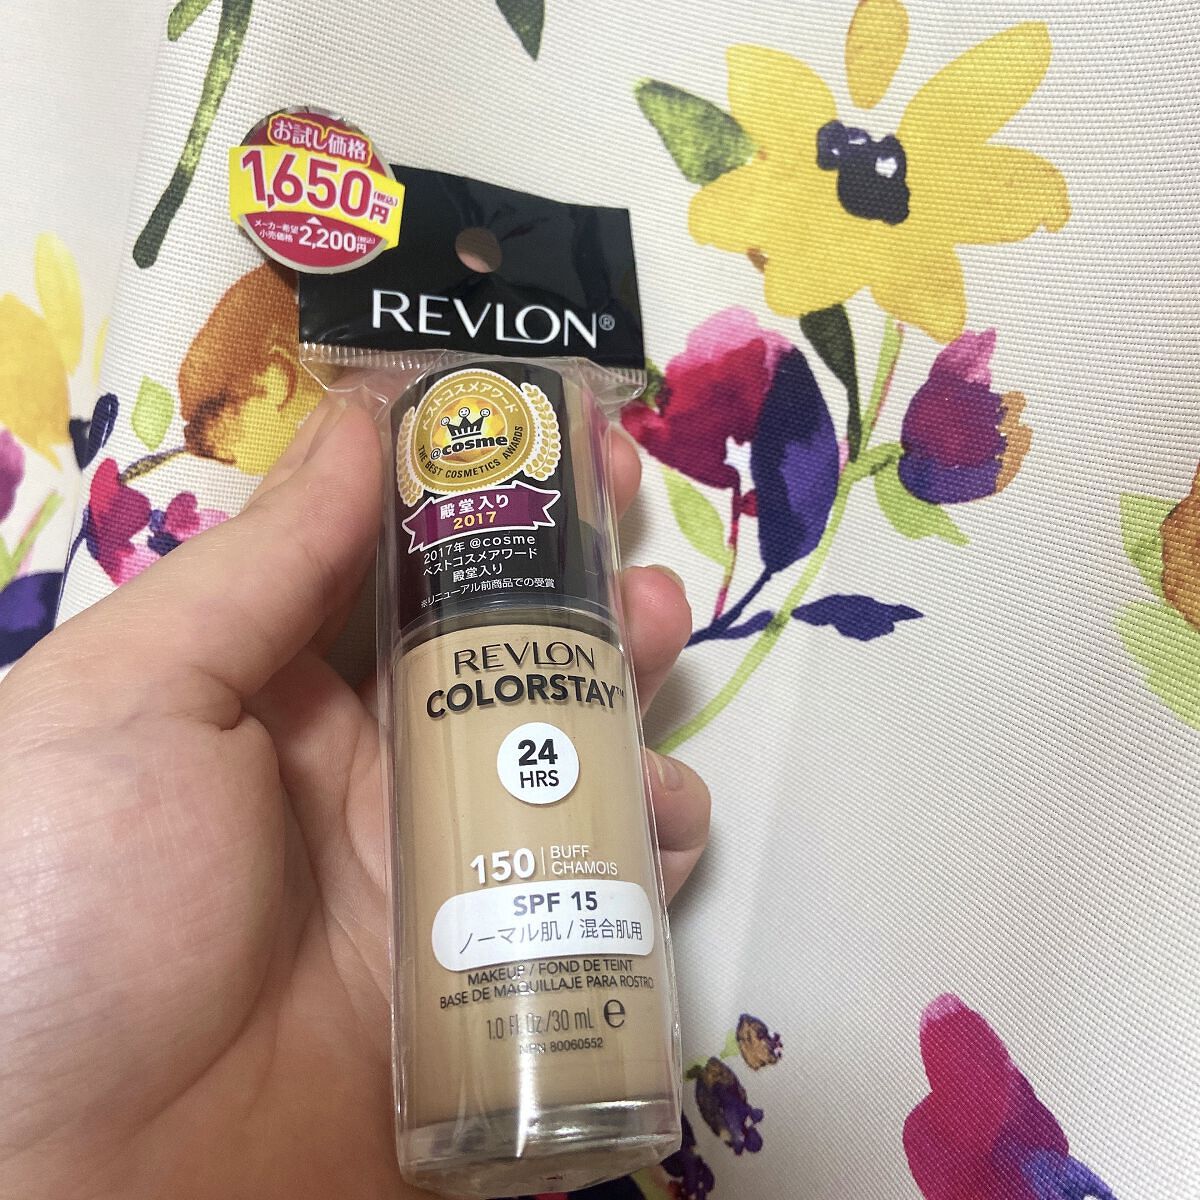 お試し価格
1,650円(税込)
メーカー希望
小売価格 2,200円(税込)
REVLON®
ベストコスメアワード
@cosme
THE BEST COSMETICS AWARDS
殿堂入り
2017
2017年 @cosme
ベストコスメアワード
殿堂入り
※リニューアル前商品での受賞
REVLON
COLORSTAY™
24
HRS
150 | BUFF
CHAMOIS
SPF 15
ノーマル肌 / 混合肌用
MAKEUP / FOND DE TEINT
BASE DE MAQUILLAJE PARA ROSTRO
1.0 Fl. Oz./30 mL e
NPN 80060552